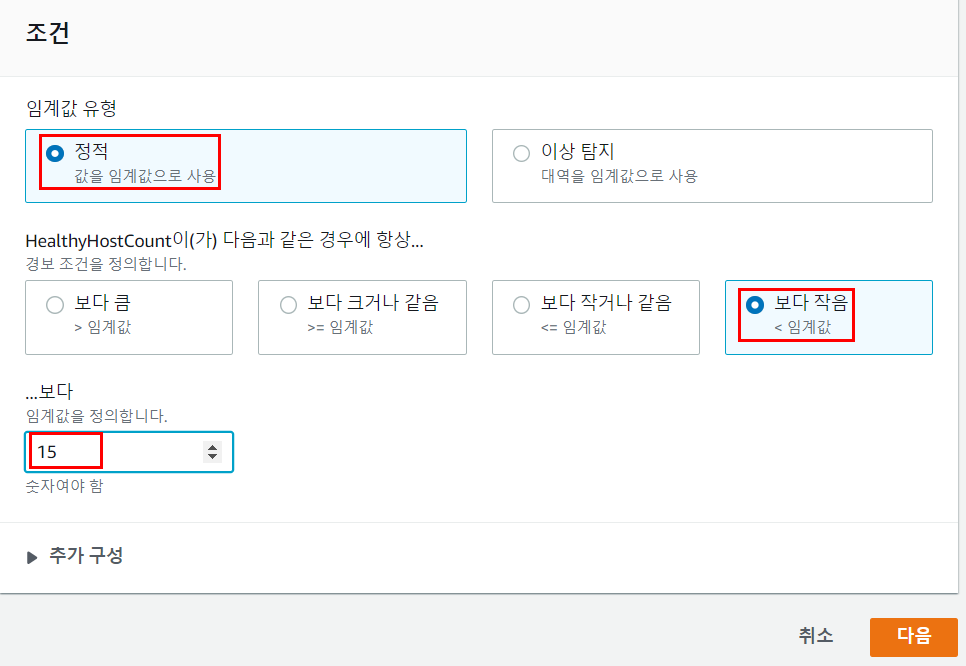 조건
임계값 유형
정적
값을 임계값으로 사용
이상 탐지
대역을 임계값으로 사용
HealthyHostCount이(가) 다음과 같은 경우에 항상...
경보 조건을 정의합니다.
보다 큼
> 임계값
보다 크거나 같음
>= 임계값
보다 작거나 같음
<= 임계값
보다 작음
< 임계값
...보다
임계값을 정의합니다.
15
숫자여야 함
추가 구성
취소
다음